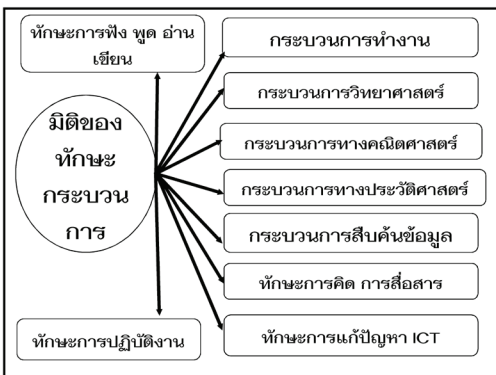 ทักษะการฟัง พูด อ่าน
เขียน
มิติของ
ทักษะ
กระบวน
การ
ทักษะการปฏิบัติงาน
กระบวนการทำงาน
กระบวนการวิทยาศาสตร์
กระบวนการทางคณิตศาสตร์
กระบวนการทางประวัติศาสตร์
กระบวนการสืบค้นข้อมูล
ทักษะการคิด การสื่อสาร
ทักษะการแก้ปัญหา ICT